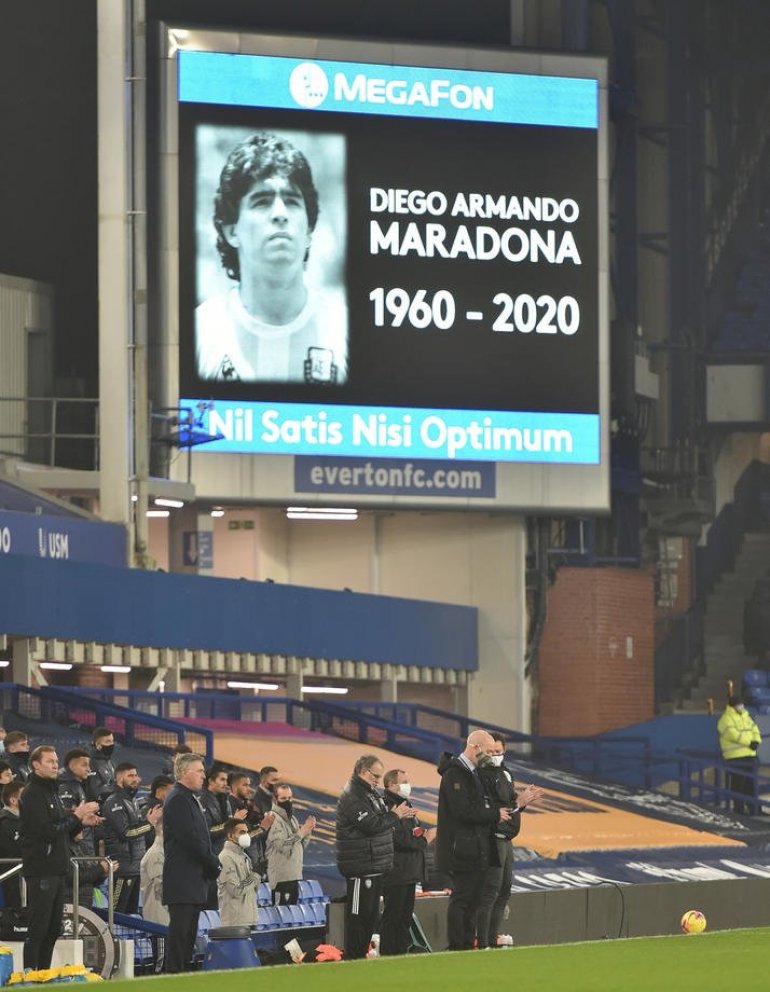 MEGAFON
DIEGO ARMANDO
MARADONA
1960 - 2020
Nil Satis Nisi Optimum
evertonfc.com
USM